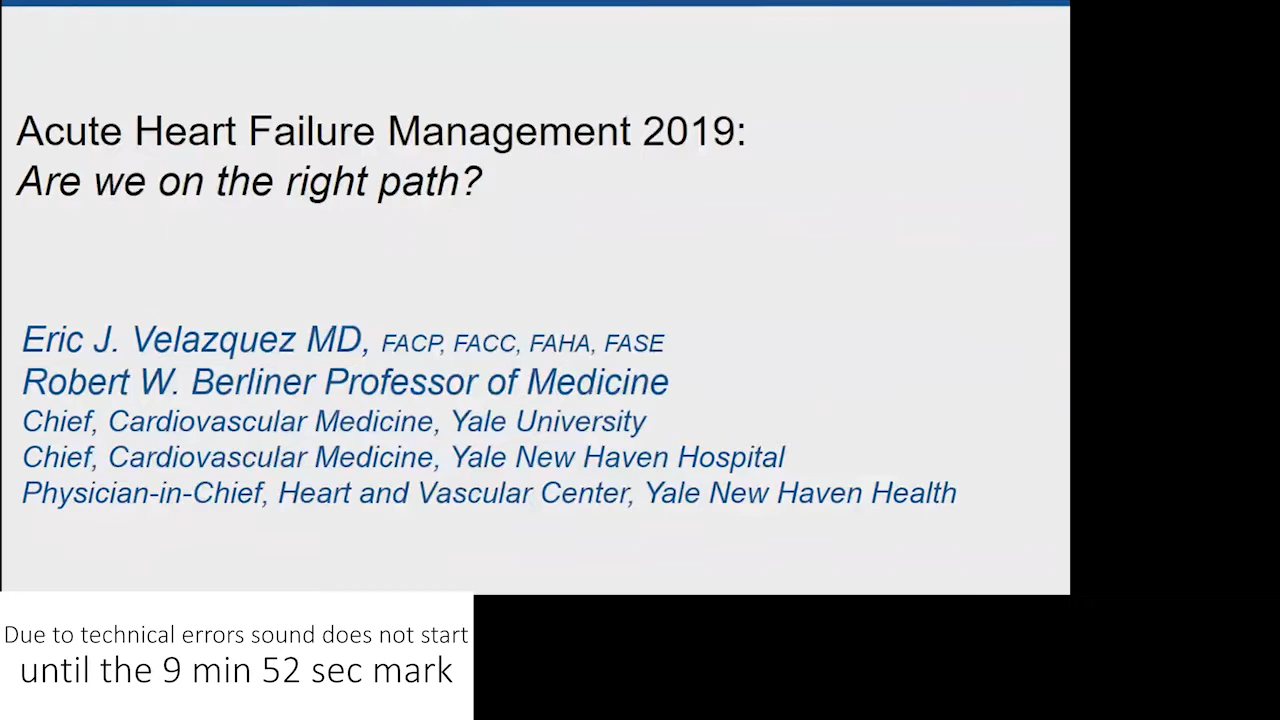 Acute Heart Failure Management 2019:
Are we on the right path?
Eric J. Velazquez MD, FACP, FACC, FAHA, FASE
Robert W. Berliner Professor of Medicine
Chief, Cardiovascular Medicine, Yale University
Chief, Cardiovascular Medicine, Yale New Haven Hospital
Physician-in-Chief, Heart and Vascular Center, Yale New Haven Health
Due to technical errors sound does not start
until the 9 min 52 sec mark